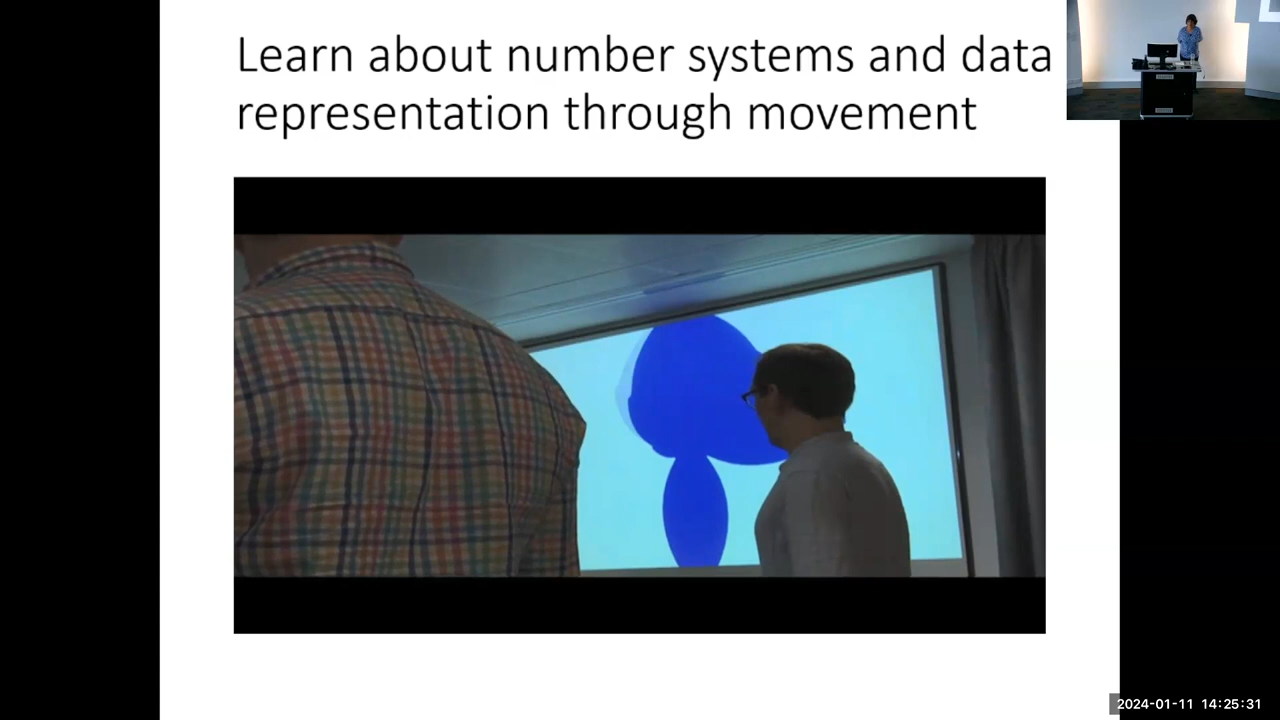 Learn about number systems and data
representation through movement
2024-01-11 14:25:31